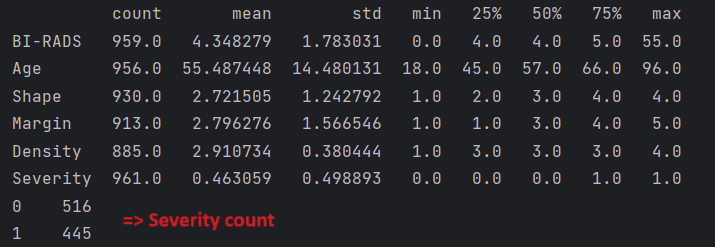 count mean std min 25% 50% 75% max
BI-RADS 959.0 4.348279 1.783031 0.0 4.0 4.0 5.0 55.0
Age 956.0 55.487448 14.480131 18.0 45.0 57.0 66.0 96.0
Shape 930.0 2.721505 1.242792 1.0 2.0 3.0 4.0 4.0
Margin 913.0 2.796276 1.566546 1.0 1.0 3.0 4.0 5.0
Density 885.0 2.910734 0.380444 1.0 3.0 3.0 3.0 4.0
Severity 961.0 0.463059 0.498893 0.0 0.0 0.0 1.0 1.0
0 516
=> Severity count
1 445